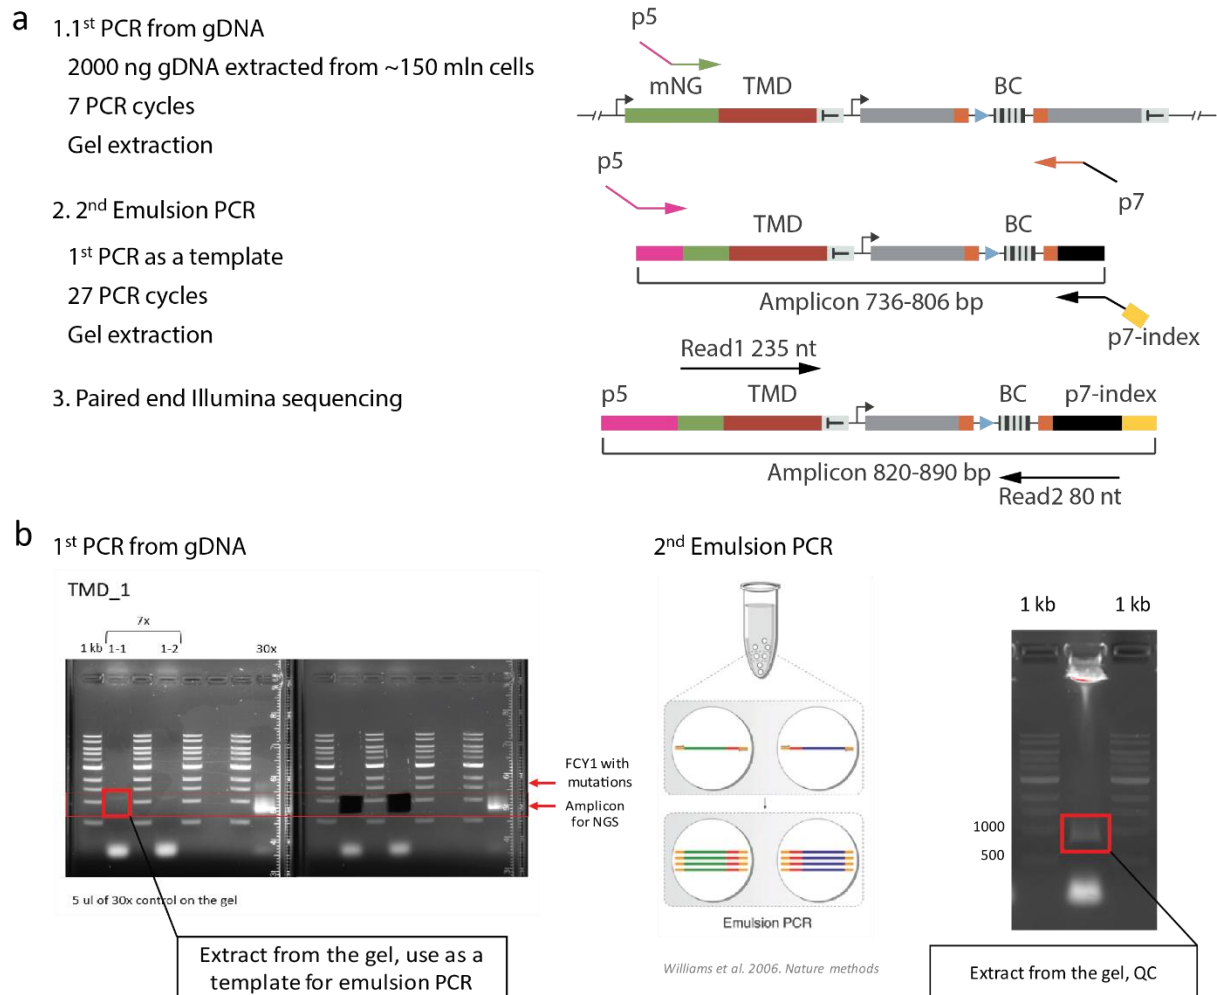 a
1.1st PCR from gDNA
2000 ng gDNA extracted from ~150 mln cells
7 PCR cycles
Gel extraction
2. 2nd Emulsion PCR
1st PCR as a template
27 PCR cycles
Gel extraction
3. Paired end Illumina sequencing
p5
mNG TMD BC
p5
p7
TMD BC
Amplicon 736-806 bp
p7-index
Read1 235 nt
p5 TMD BC p7-index
Amplicon 820-890 bp
Read2 80 nt
b
1st PCR from gDNA
TMD_1
7x
1 kb 1-1 1-2 30x
FCY1 with
mutations
Amplicon
for NGS
5 ul of 30x control on the gel
Extract from the gel, use as a
template for emulsion PCR
2nd Emulsion PCR
Emulsion PCR
Williams et al. 2006. Nature methods
1 kb 1 kb
1000
500
Extract from the gel, QC